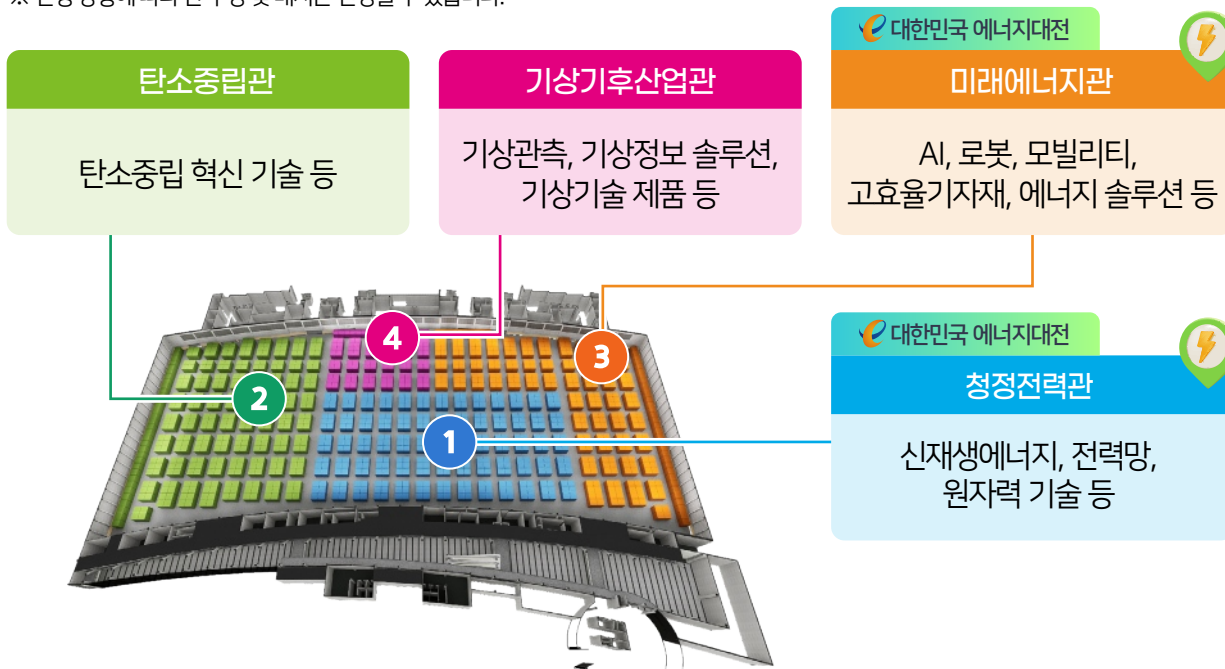 탄소중립관
탄소중립 혁신 기술 등
기상기후산업관
기상관측, 기상정보 솔루션,
기상기술 제품 등
대한민국 에너지대전
미래에너지관
AI, 로봇, 모빌리티,
고효율기자재, 에너지 솔루션 등
4
3
2
1
대한민국 에너지대전
청정전력관
신재생에너지, 전력망,
원자력 기술 등